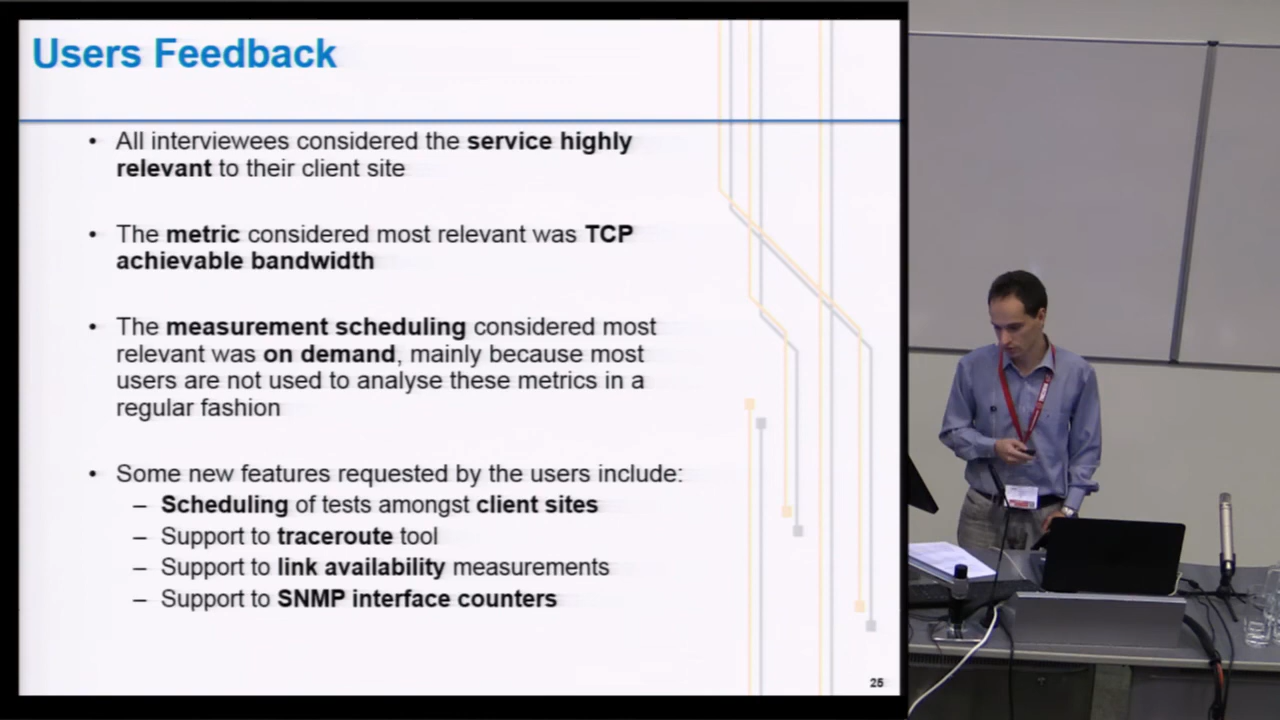 Users Feedback
• All interviewees considered the service highly
relevant to their client site
• The metric considered most relevant was TCP
achievable bandwidth
• The measurement scheduling considered most
relevant was on demand, mainly because most
users are not used to analyse these metrics in a
regular fashion
• Some new features requested by the users include:
– Scheduling of tests amongst client sites
– Support to traceroute tool
– Support to link availability measurements
– Support to SNMP interface counters
25